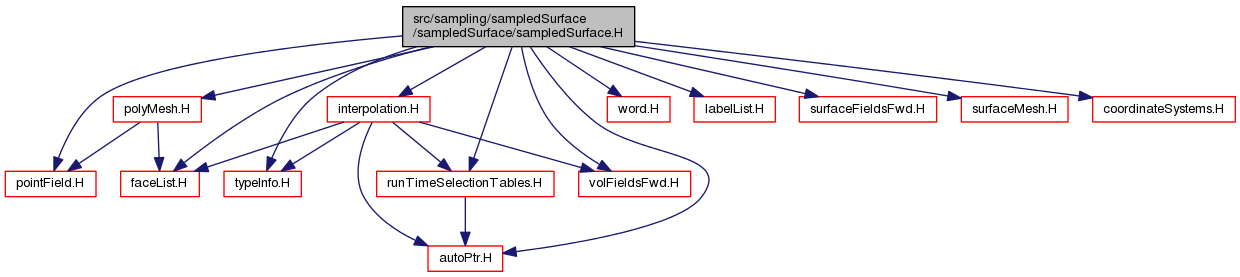 src/sampling/sampledSurface
/sampledSurface/sampledSurface.H
polyMesh.H
interpolation.H
word.H
labelList.H
surfaceFieldsFwd.H
surfaceMesh.H
coordinateSystems.H
pointField.H
faceList.H
typeInfo.H
runTimeSelectionTables.H
volFieldsFwd.H
autoPtr.H